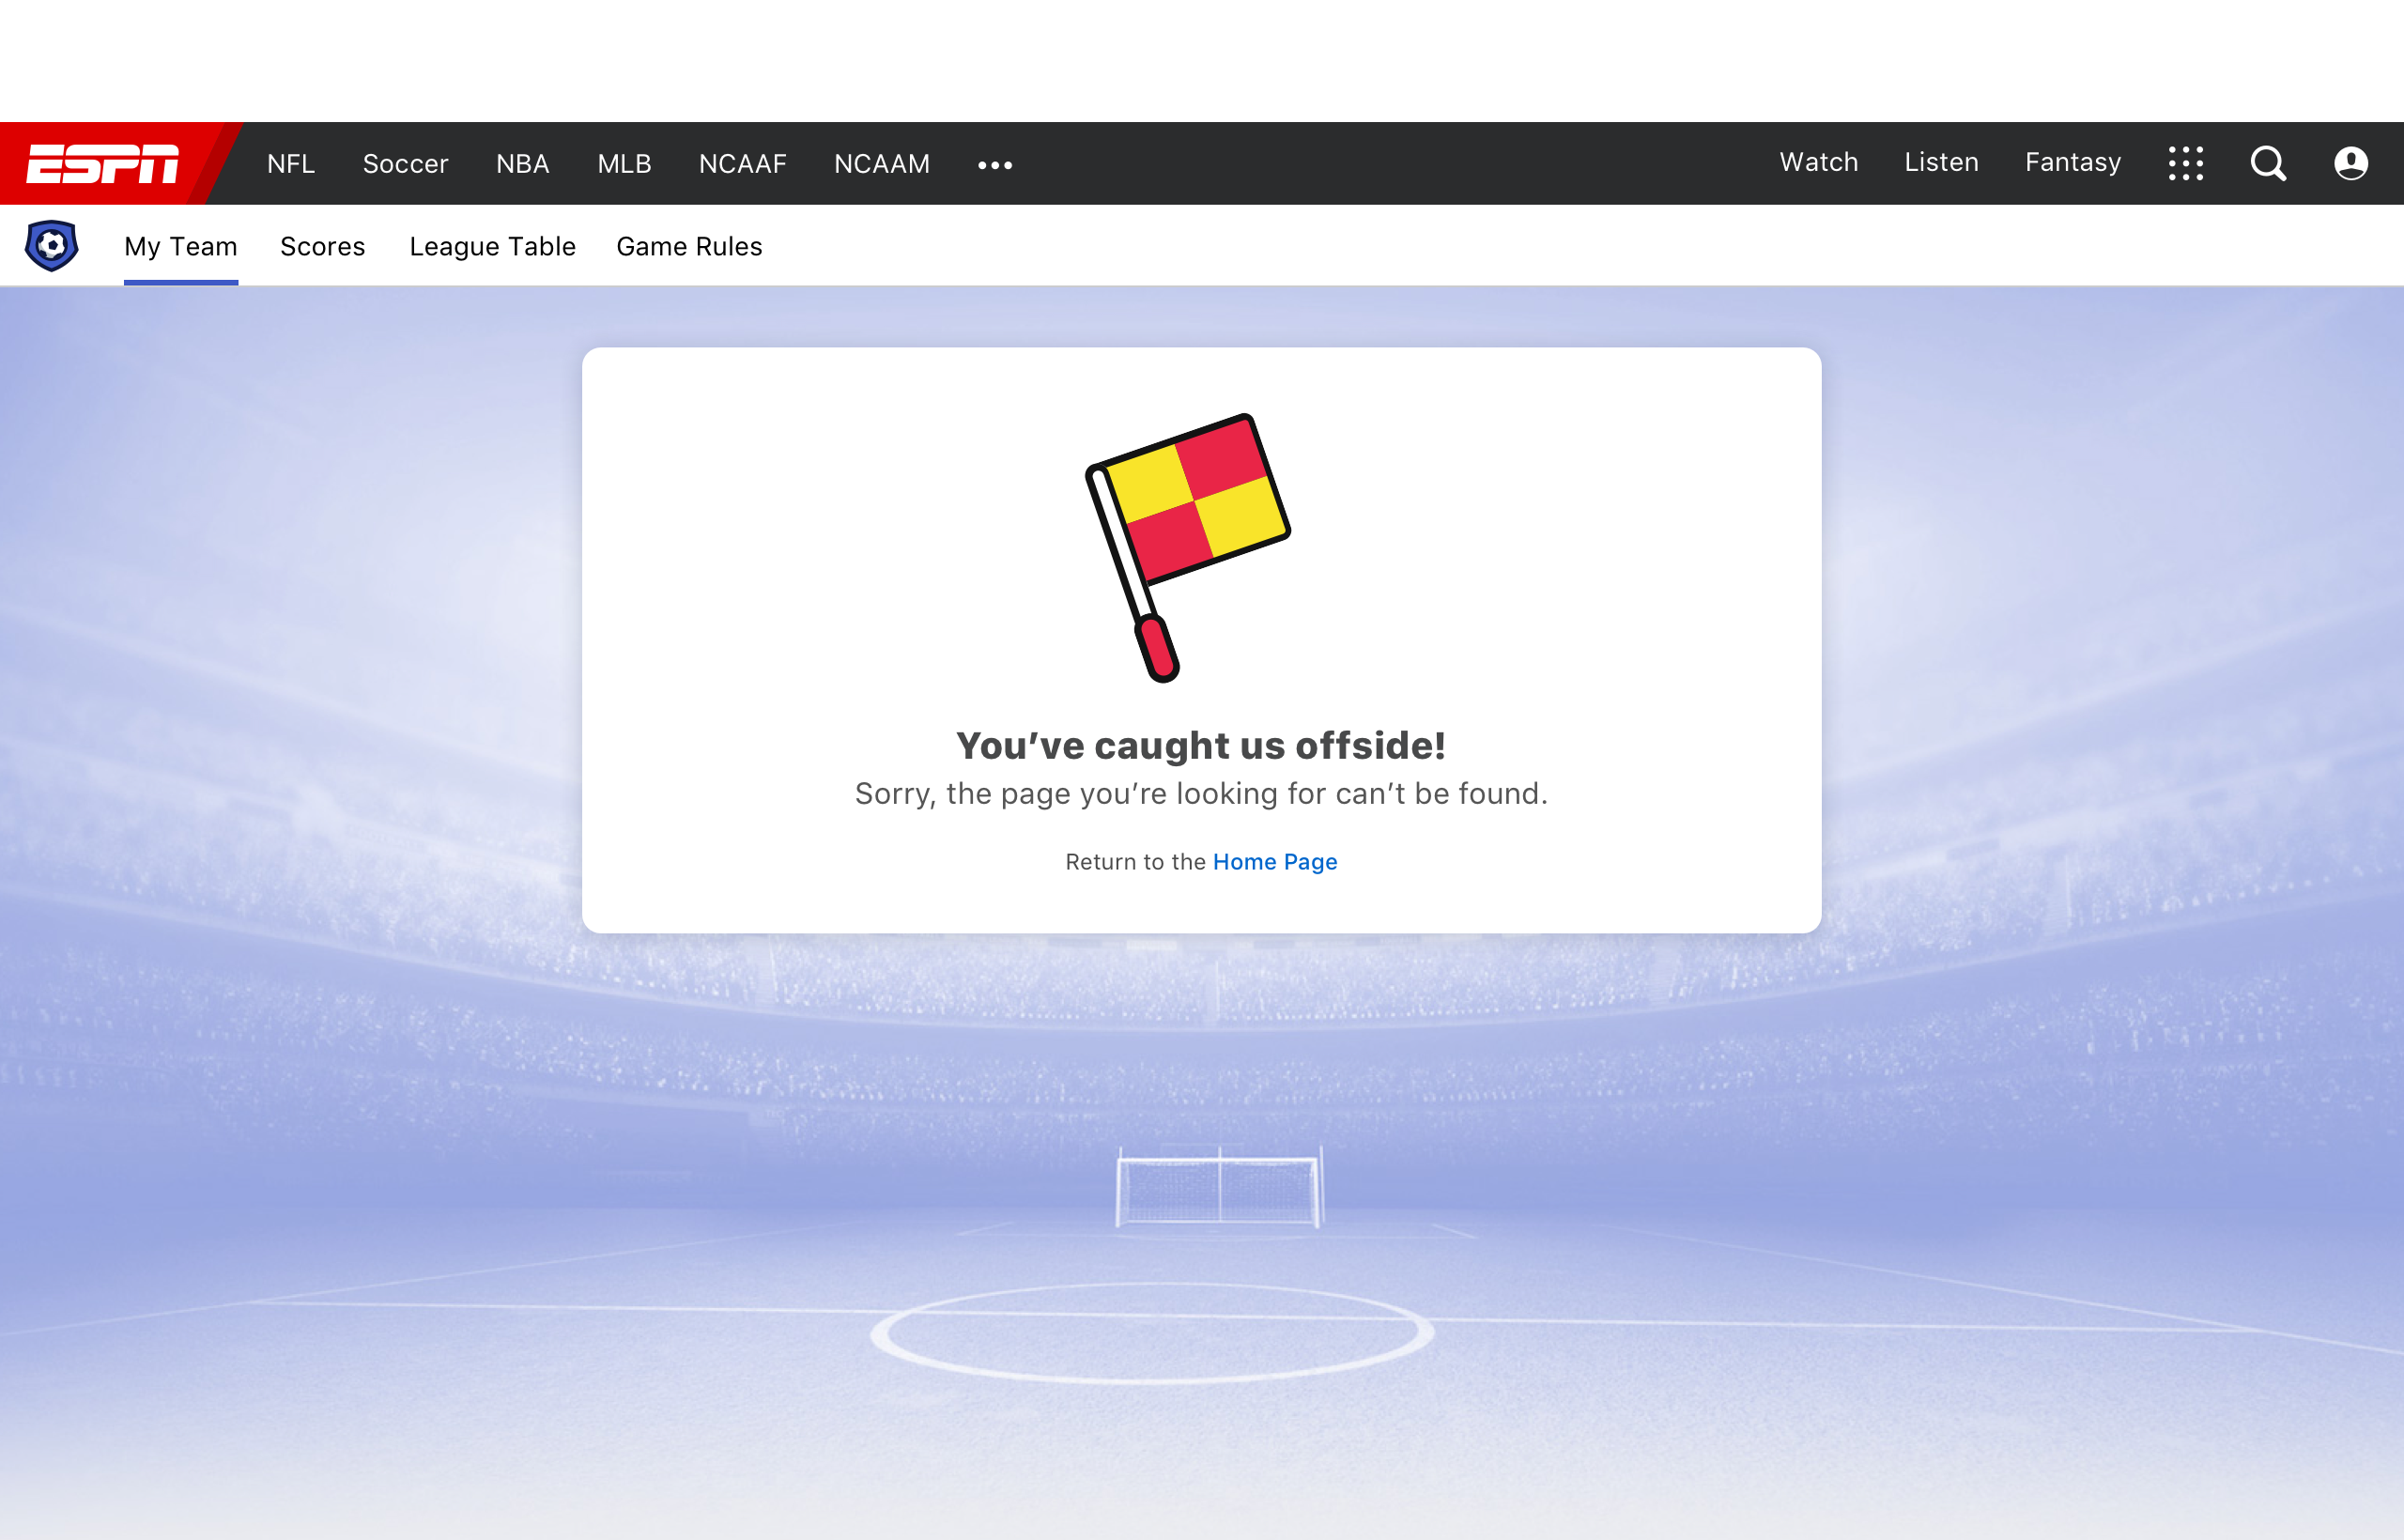 ESPN
NFL Soccer NBA MLB NCAAF NCAAM
Watch Listen Fantasy
My Team Scores League Table Game Rules
You’ve caught us offside!
Sorry, the page you’re looking for can’t be found.
Return to the Home Page